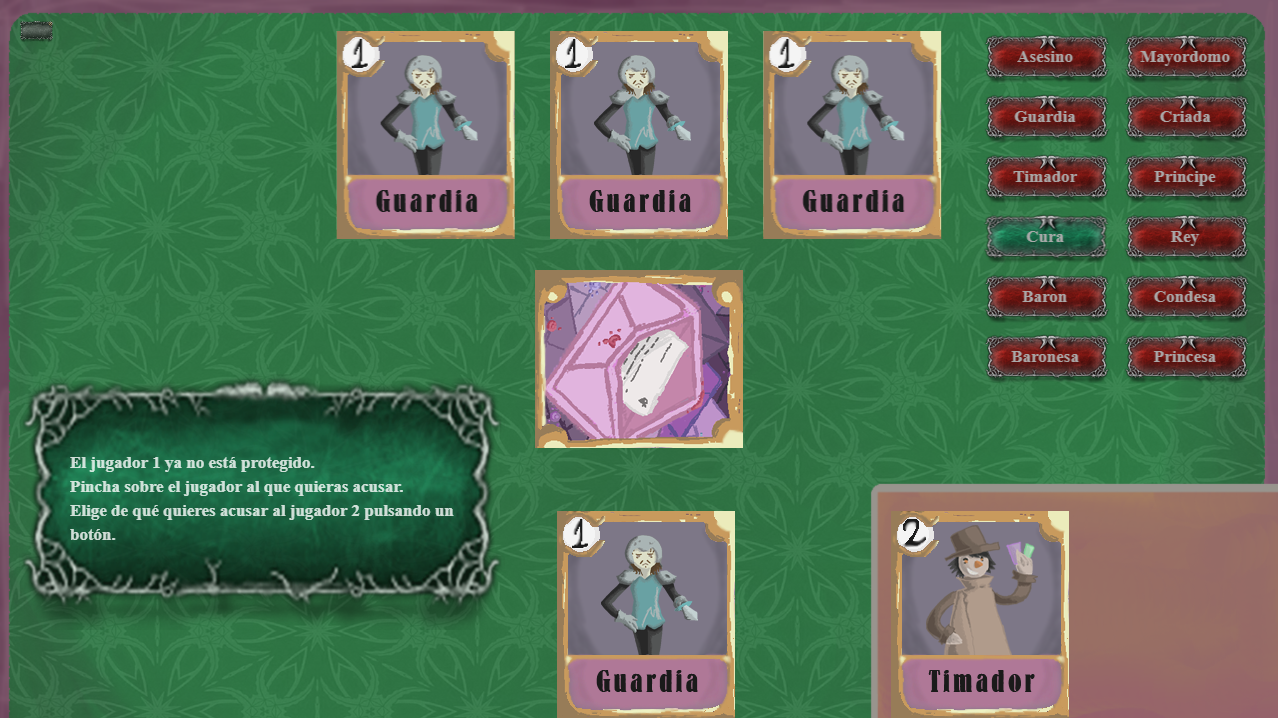 1
Guardia
1
Guardia
1
Guardia
Asesino
Mayordomo
Guardia
Criada
Timador
Principe
Cura
Rey
Baron
Condesa
Baronesa
Princesa
El jugador 1 ya no está protegido.
Pincha sobre el jugador al que quieras acusar.
Elige de qué quieres acusar al jugador 2 pulsando un
botón.
1
Guardia
2
Timador